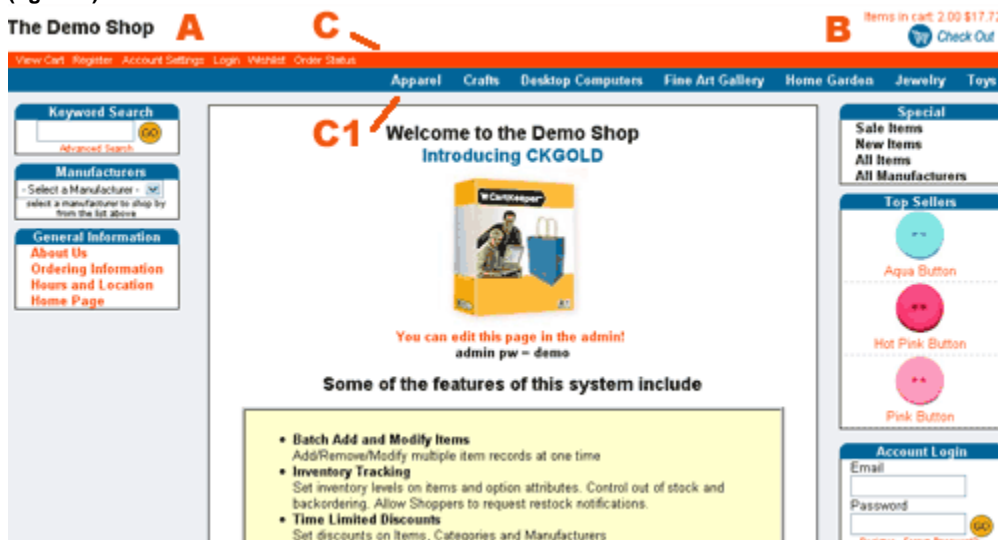 The Demo Shop
A
C
B
Items in cart: 2.00 $17.7
Check Out
View Cart Register Account Settings Login Wishlist Order Status
Apparel Crafts Desktop Computers Fine Art Gallery Home Garden Jewelry Toys
C1
Keyword Search
GO
Advanced Search
Manufacturers
- Select a Manufacturer -
select a manufacturer to shop by
from the list above
General Information
About Us
Ordering Information
Hours and Location
Home Page
Welcome to the Demo Shop
Introducing CKGOLD
CartKeeper
You can edit this page in the admin!
admin pw = demo
Some of the features of this system include
• Batch Add and Modify Items
Add/Remove/Modify multiple item records at one time
• Inventory Tracking
Set inventory levels on items and option attributes. Control out of stock and
backordering. Allow Shoppers to request restock notifications.
• Time Limited Discounts
Set discounts on Items, Categories and Manufacturers
Special
Sale Items
New Items
All Items
All Manufacturers
Top Sellers
Aqua Button
Hot Pink Button
Pink Button
Account Login
Email
Password
GO